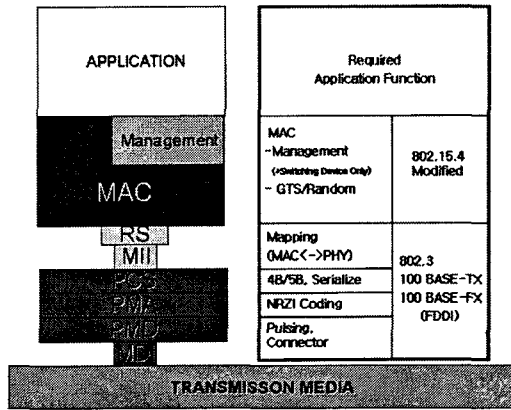 APPLICATION
Management
MAC
RS
MII
PCS
PMA
PMD
MDI
Required
Application Function
MAC
-Management
(*Switching Device Only)
- GTS/Random
802.15.4
Modified
Mapping
(MAC<->PHY)
4B/5B, Serialize
NRZI Coding
Pulsing,
Connector
802.3
100 BASE-TX
100 BASE-FX
(FDDI)
TRANSMISSON MEDIA